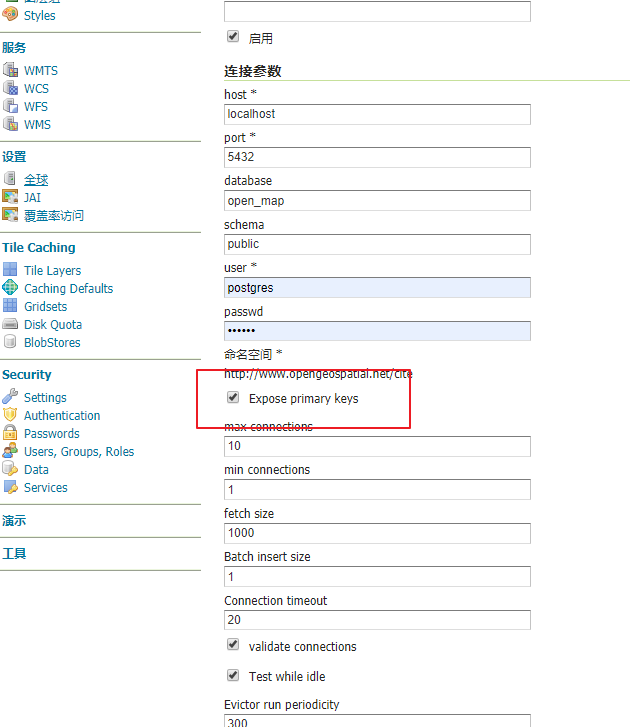 Styles
服务
WMTS
WCS
WFS
WMS
设置
全球
JAI
覆盖率访问
Tile Caching
Tile Layers
Caching Defaults
Gridsets
Disk Quota
BlobStores
Security
Settings
Authentication
Passwords
Users, Groups, Roles
Data
Services
演示
工具
启用
连接参数
host *
localhost
port *
5432
database
open_map
schema
public
user *
postgres
passwd
••••••
命名空间 *
http://www.opengeospatial.net/cite
Expose primary keys
max connections
10
min connections
1
fetch size
1000
Batch insert size
1
Connection timeout
20
validate connections
Test while idle
Evictor run periodicity
300